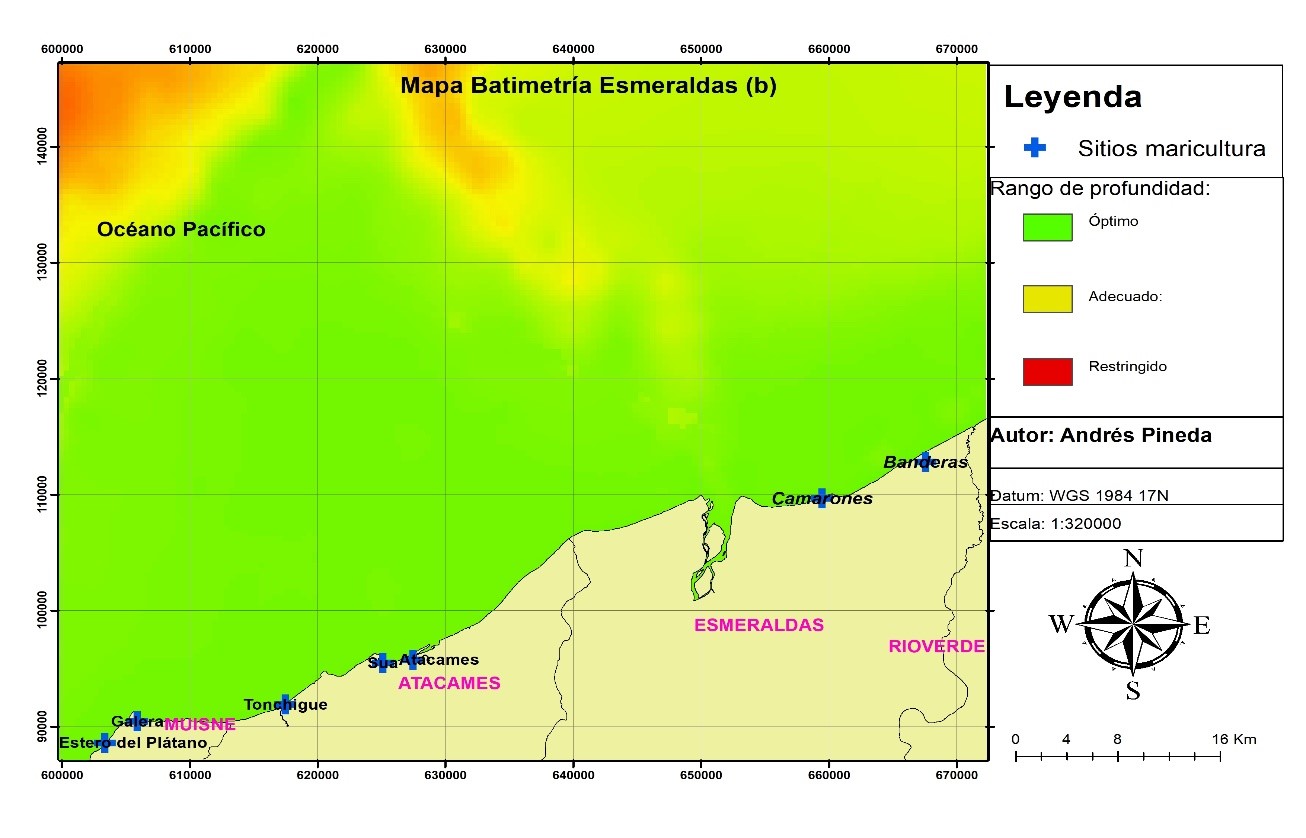 600000 610000 620000 630000 640000 650000 660000 670000
Mapa Batimetría Esmeraldas (b)
Océano Pacífico
140000
130000
120000
110000
100000
90000
Banderas
Camarones
ESMERALDAS
RIOVERDE
Sua Atacames
ATACAMES
Tonchigue
Galera MUISNE
Estero del Plátano
600000 610000 620000 630000 640000 650000 660000 670000
Leyenda
Sitios maricultura
Rango de profundidad:
Óptimo
Adecuado:
Restringido
Autor: Andrés Pineda
Datum: WGS 1984 17N
Escala: 1:320000
N
W E
S
0 4 8 16 Km